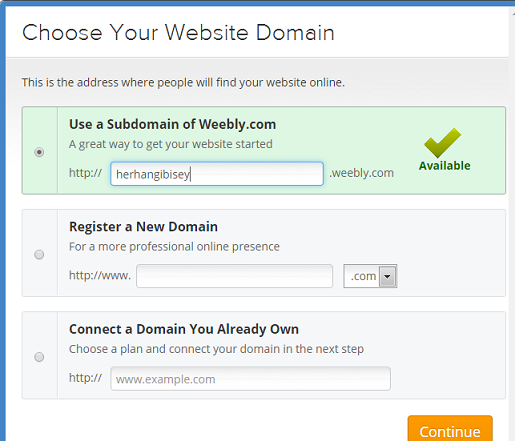 Choose Your Website Domain
This is the address where people will find your website online.
Use a Subdomain of Weebly.com
A great way to get your website started
http:// herhangibisey .weebly.com
Available
Register a New Domain
For a more professional online presence
http://www. .com
Connect a Domain You Already Own
Choose a plan and connect your domain in the next step
http:// www.example.com
Continue